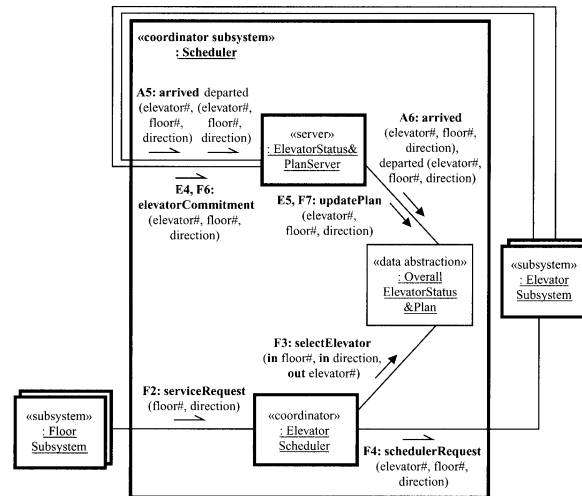 «coordinator subsystem»
: Scheduler
A5: arrived departed
(elevator#, (elevator#,
floor#, floor#,
direction) direction)
«server»
: ElevatorStatus&
PlanServer
A6: arrived
(elevator#, floor#,
direction),
departed (elevator#,
floor#, direction)
E4, F6:
elevatorCommitment
(elevator#, floor#,
direction)
E5, F7: updatePlan
(elevator#,
floor#, direction)
«data abstraction»
: Overall
ElevatorStatus
&Plan
«subsystem»
: Elevator
Subsystem
F3: selectElevator
(in floor#, in direction,
out elevator#)
F2: serviceRequest
(floor#, direction)
«subsystem»
: Floor
Subsystem
«coordinator»
: Elevator
Scheduler
F4: schedulerRequest
(elevator#, floor#,
direction)